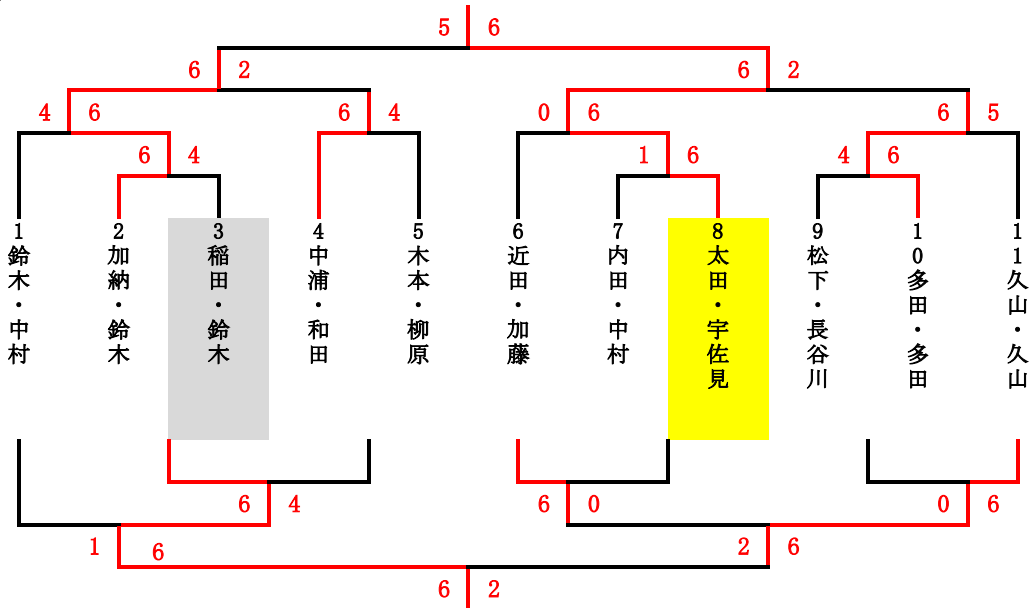 5 6
6 2 6 2
4 6 6 4 0 6 6 5
6 4 1 6 4 6
1鈴木・中村
2加納・鈴木
3稲田・鈴木
4中浦・和田
5木本・柳原
6近田・加藤
7内田・中村
8太田・宇佐見
9松下・長谷川
10多田・多田
11久山・久山
6 4 6 0 0 6
1 6 2 6
6 2